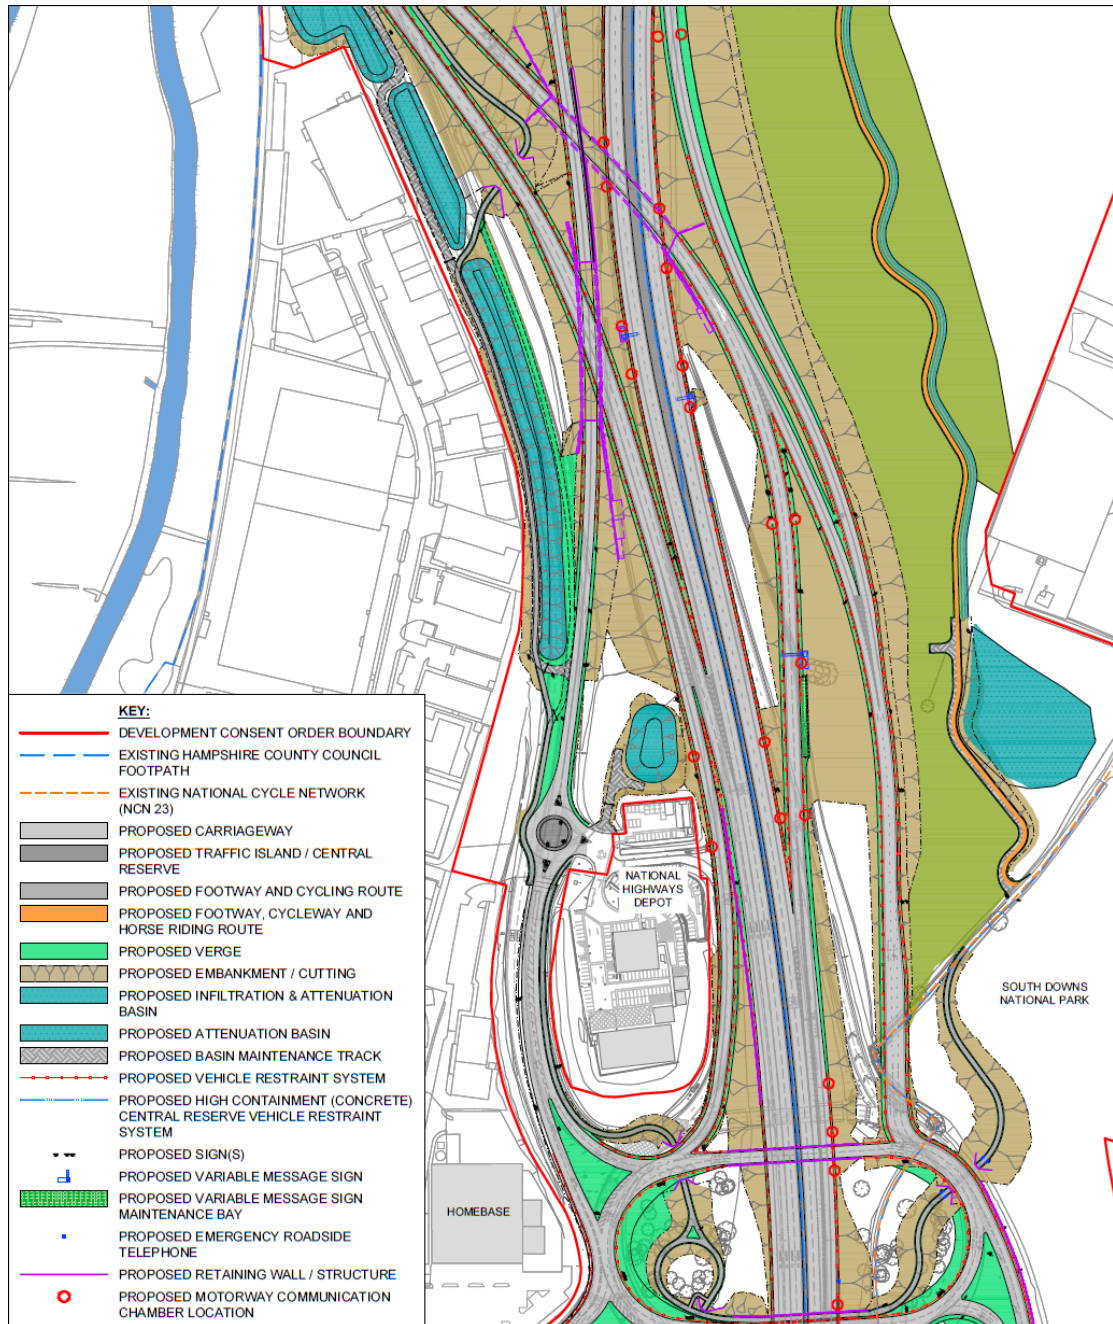 NATIONAL
HIGHWAYS
DEPOT
SOUTH DOWNS
NATIONAL PARK
HOMEBASE
KEY:
DEVELOPMENT CONSENT ORDER BOUNDARY
EXISTING HAMPSHIRE COUNTY COUNCIL
FOOTPATH
EXISTING NATIONAL CYCLE NETWORK
(NCN 23)
PROPOSED CARRIAGEWAY
PROPOSED TRAFFIC ISLAND / CENTRAL
RESERVE
PROPOSED FOOTWAY AND CYCLING ROUTE
PROPOSED FOOTWAY, CYCLEWAY AND
HORSE RIDING ROUTE
PROPOSED VERGE
PROPOSED EMBANKMENT / CUTTING
PROPOSED INFILTRATION & ATTENUATION
BASIN
PROPOSED ATTENUATION BASIN
PROPOSED BASIN MAINTENANCE TRACK
PROPOSED VEHICLE RESTRAINT SYSTEM
PROPOSED HIGH CONTAINMENT (CONCRETE)
CENTRAL RESERVE VEHICLE RESTRAINT
SYSTEM
PROPOSED SIGN(S)
PROPOSED VARIABLE MESSAGE SIGN
PROPOSED VARIABLE MESSAGE SIGN
MAINTENANCE BAY
PROPOSED EMERGENCY ROADSIDE
TELEPHONE
PROPOSED RETAINING WALL / STRUCTURE
PROPOSED MOTORWAY COMMUNICATION
CHAMBER LOCATION